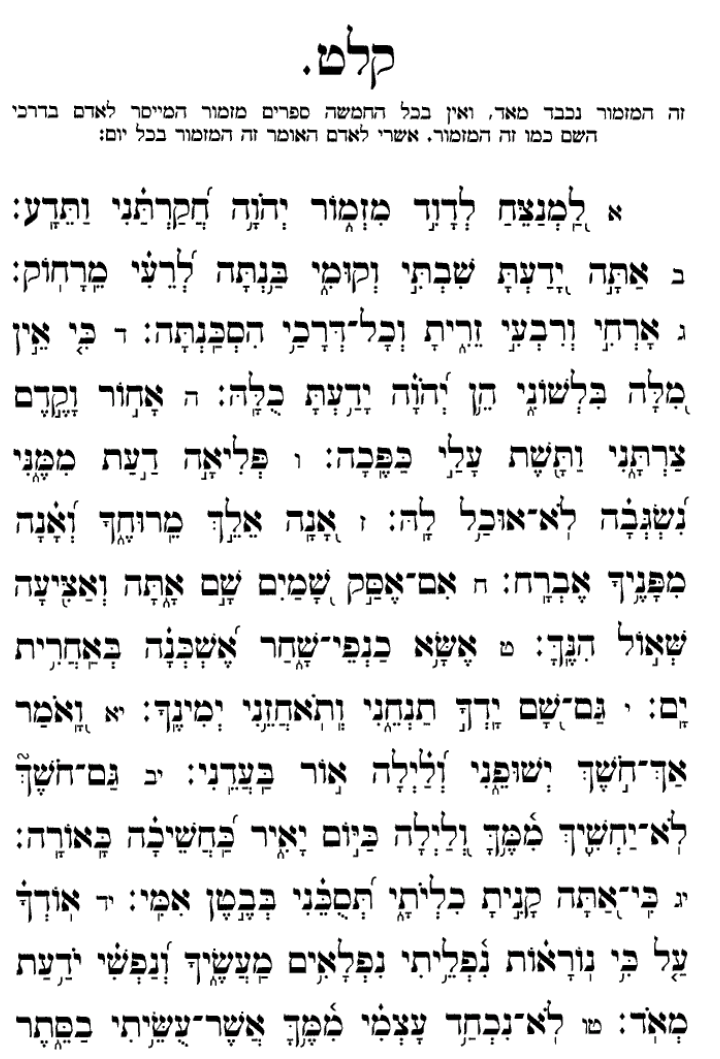 קלט.
זה המזמור נכבד מאד, ואין בכל החמשה ספרים מזמור המייסר לאדם בדרכי
השם כמו זה המזמור. אשרי לאדם האומר זה המזמור בכל יום:
א לַמְנַצֵּחַ לְדָוִד מִזְמוֹר יְהֹוָה חֲקַרְתַּנִי וַתֵּדָע:
ב אַתָּה יָדַעְתָּ שִׁבְתִּי וְקוּמִי בַּנְתָּה לְרֵעִי מֵרָחוֹק:
ג אָרְחִי וְרִבְעִי זֵרִיתָ וְכָל־דְּרָכַי הִסְכַּנְתָּה: ד כִּי אֵין
מִלָּה בִּלְשׁוֹנִי הֵן יְהֹוָה יָדַעְתָּ כֻלָּהּ: ה אָחוֹר וָקֶדֶם
צַרְתָּנִי וַתָּשֶׁת עָלַי כַּפֶּכָה: ו פְּלִיאָה דַעַת מִמֶּנִּי
נִשְׂגְּבָה לֹא־אוּכַל לָהּ: ז אָנָה אֵלֵךְ מֵרוּחֶךָ וְאָנָה
מִפָּנֶיךָ אֶבְרָח: ח אִם־אֶסַּק שָׁמַיִם שָׁם אָתָּה וְאַצִּיעָה
שְּׁאוֹל הִנֶּךָּ: ט אֶשָּׂא כַנְפֵי־שָׁחַר אֶשְׁכְּנָה בְּאַחֲרִית
יָם: י גַּם־שָׁם יָדְךָ תַנְחֵנִי וְתֹאחֲזֵנִי יְמִינֶךָ: יא וָאֹמַר
אַךְ־חֹשֶׁךְ יְשׁוּפֵנִי וְלַיְלָה אוֹר בַּעֲדֵנִי: יב גַּם־חֹשֶׁךְ
לֹא־יַחְשִׁיךְ מִמֶּךָּ וְלַיְלָה כַּיּוֹם יָאִיר כַּחֲשֵׁיכָה כָּאוֹרָה:
יג כִּי־אַתָּה קָנִיתָ כִלְיֹתָי תְּסֻכֵּנִי בְּבֶטֶן אִמִּי: יד אוֹדְךָ
עַל כִּי נוֹרָאוֹת נִפְלֵיתִי נִפְלָאִים מַעֲשֶׂיךָ וְנַפְשִׁי יֹדַעַת
מְאֹד: טו לֹא־נִכְחַד עָצְמִי מִמֶּךָּ אֲשֶׁר־עֻשֵּׂיתִי בַסֵּתֶר